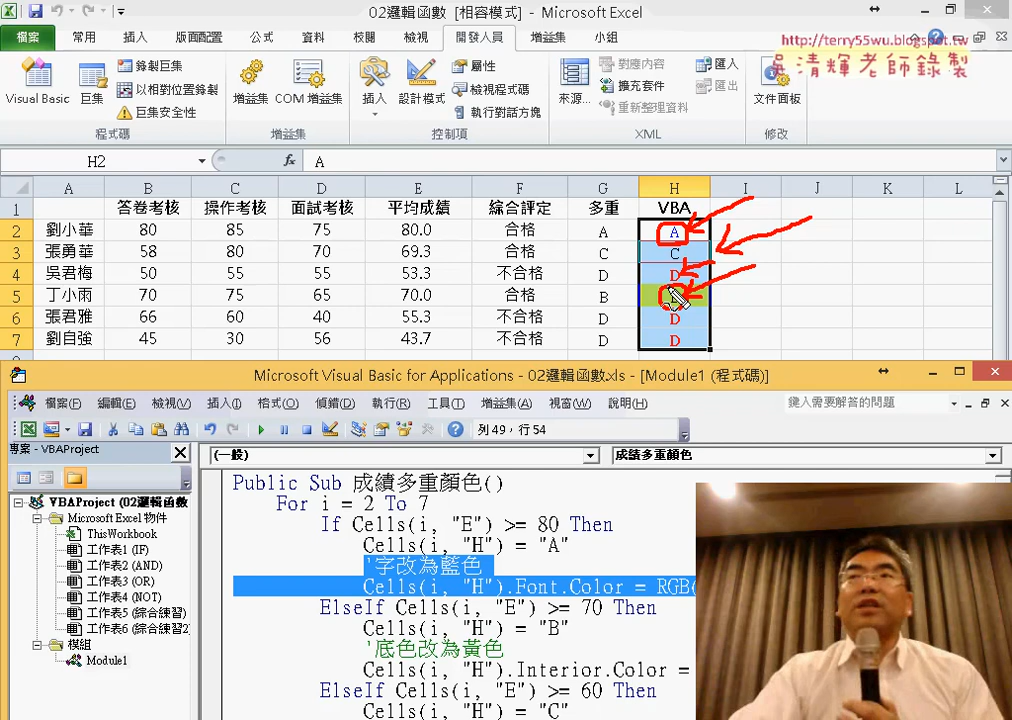 02邏輯函數 [相容模式] - Microsoft Excel
檔案 常用 插入 版面配置 公式 資料 校閱 檢視 開發人員 增益集 小組
http://terry55wu.blogspot.tw
吳清輝老師錄製
Visual Basic 巨集 錄製巨集 以相對位置錄製 巨集安全性
增益集 COM 增益集 插入 設計模式 屬性 檢視程式碼 執行對話方塊
來源... 對應內容 擴充套件 重新整理資料 匯入 匯出 文件面板
程式碼 增益集 控制項 XML 修改
H2 fx A
A B C D E F G H I J K L
1 答卷考核 操作考核 面試考核 平均成績 綜合評定 多重 VBA
2 劉小華 80 85 75 80.0 合格 A A
3 張勇華 58 80 70 69.3 合格 C C
4 吳君梅 50 55 55 53.3 不合格 D D
5 丁小雨 70 75 65 70.0 合格 B
6 張君雅 66 60 40 55.3 不合格 D D
7 劉自強 45 30 56 43.7 不合格 D D
Microsoft Visual Basic for Applications - 02邏輯函數.xls - [Module1 (程式碼)]
檔案(F) 編輯(E) 檢視(V) 插入(I) 格式(O) 偵錯(D) 執行(R) 工具(T) 增益集(A) 視窗(W) 說明(H) 鍵入需要解答的問題
列 49，行 54
專案 - VBAProject
(一般) 成績多重顏色
VBAProject (02邏輯函數
Microsoft Excel 物件
ThisWorkbook
工作表1 (IF)
工作表2 (AND)
工作表3 (OR)
工作表4 (NOT)
工作表5 (綜合練習)
工作表6 (綜合練習2)
模組
Module1
Public Sub 成績多重顏色()
For i = 2 To 7
If Cells(i, "E") >= 80 Then
Cells(i, "H") = "A"
'字改為藍色
Cells(i, "H").Font.Color = RGB(
ElseIf Cells(i, "E") >= 70 Then
Cells(i, "H") = "B"
'底色改為黃色
Cells(i, "H").Interior.Color =
ElseIf Cells(i, "E") >= 60 Then
Cells(i, "H") = "C"